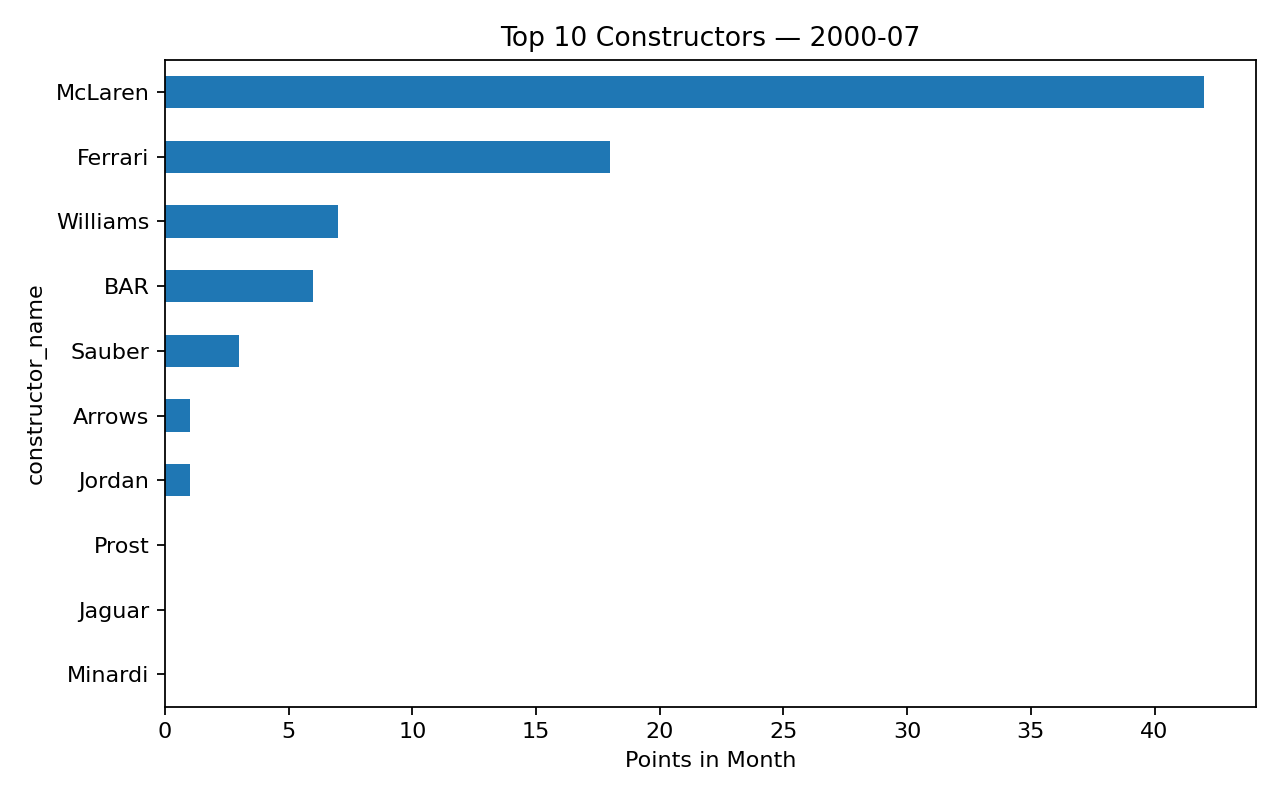 Top 10 Constructors — 2000-07
McLaren
Ferrari
Williams
BAR
Sauber
Arrows
Jordan
Prost
Jaguar
Minardi
constructor_name
0 5 10 15 20 25 30 35 40
Points in Month